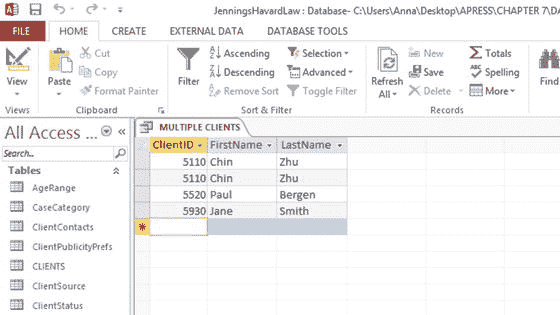 JenningsHavardLaw : Database- C:\Users\Anna\Desktop\APRESS\CHAPTER 7\DA
FILE HOME CREATE EXTERNAL DATA DATABASE TOOLS
View
Views
Paste
Cut
Copy
Format Painter
Clipboard
Filter
Ascending
Descending
Remove Sort
Selection
Advanced
Toggle Filter
Sort & Filter
Refresh
All
New
Save
Delete
Totals
Spelling
More
Records
Find
All Access ...
Search...
Tables
AgeRange
CaseCategory
ClientContacts
ClientPublicityPrefs
CLIENTS
ClientSource
ClientStatus
MULTIPLE CLIENTS
ClientID FirstName LastName
5110 Chin Zhu
5110 Chin Zhu
5520 Paul Bergen
5930 Jane Smith